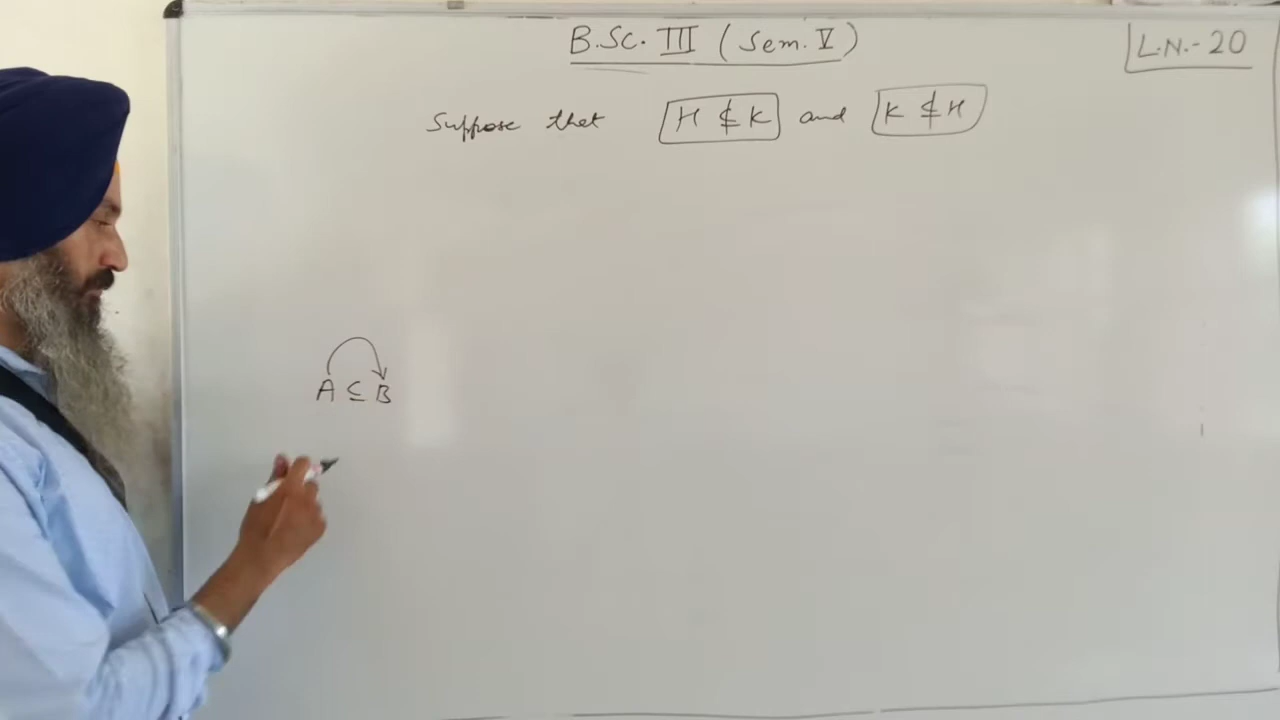 B.Sc. III (Sem. V)
L.N.-20
Suppose that H ⊄ K and K ⊄ H
A ⊆ B